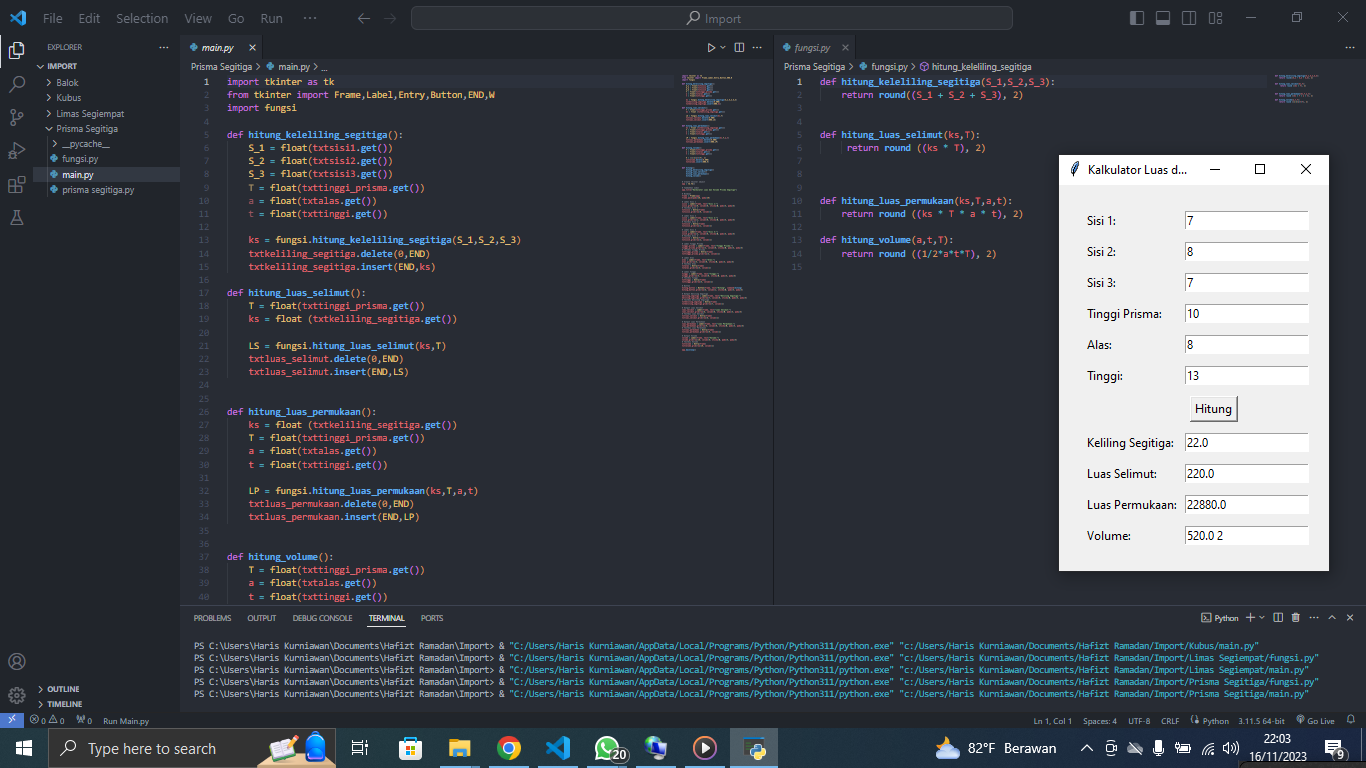 File Edit Selection View Go Run ··· Import
EXPLORER ···
IMPORT
Balok
Kubus
Limas Segiempat
Prisma Segitiga
__pycache__
fungsi.py
main.py
prisma segitiga.py
OUTLINE
TIMELINE
main.py
Prisma Segitiga > main.py > ...
1 import tkinter as tk
2 from tkinter import Frame,Label,Entry,Button,END,W
3 import fungsi
4
5 def hitung_keleliling_segitiga():
6 S_1 = float(txtsisi1.get())
7 S_2 = float(txtsisi2.get())
8 S_3 = float(txtsisi3.get())
9 T = float(txttinggi_prisma.get())
10 a = float(txtalas.get())
11 t = float(txttinggi.get())
12
13 ks = fungsi.hitung_keleliling_segitiga(S_1,S_2,S_3)
14 txtkeliling_segitiga.delete(0,END)
15 txtkeliling_segitiga.insert(END,ks)
16
17 def hitung_luas_selimut():
18 T = float(txttinggi_prisma.get())
19 ks = float (txtkeliling_segitiga.get())
20
21 LS = fungsi.hitung_luas_selimut(ks,T)
22 txtluas_selimut.delete(0,END)
23 txtluas_selimut.insert(END,LS)
24
25
26 def hitung_luas_permukaan():
27 ks = float (txtkeliling_segitiga.get())
28 T = float(txttinggi_prisma.get())
29 a = float(txtalas.get())
30 t = float(txttinggi.get())
31
32 LP = fungsi.hitung_luas_permukaan(ks,T,a,t)
33 txtluas_permukaan.delete(0,END)
34 txtluas_permukaan.insert(END,LP)
35
36
37 def hitung_volume():
38 T = float(txttinggi_prisma.get())
39 a = float(txtalas.get())
40 t = float(txttinggi.get())
fungsi.py
Prisma Segitiga > fungsi.py > hitung_keleliling_segitiga
1 def hitung_keleliling_segitiga(S_1,S_2,S_3):
2 return round((S_1 + S_2 + S_3), 2)
3
4
5 def hitung_luas_selimut(ks,T):
6 return round ((ks * T), 2)
7
8
9
10 def hitung_luas_permukaan(ks,T,a,t):
11 return round ((ks * T * a * t), 2)
12
13 def hitung_volume(a,t,T):
14 return round ((1/2*a*t*T), 2)
15
Kalkulator Luas d...
Sisi 1: 7
Sisi 2: 8
Sisi 3: 7
Tinggi Prisma: 10
Alas: 8
Tinggi: 13
Hitung
Keliling Segitiga: 22.0
Luas Selimut: 220.0
Luas Permukaan: 22880.0
Volume: 520.0 2
PROBLEMS OUTPUT DEBUG CONSOLE TERMINAL PORTS Python
PS C:\Users\Haris Kurniawan\Documents\Hafizt Ramadan\Import> & "C:/Users/Haris Kurniawan/AppData/Local/Programs/Python/Python311/python.exe" "c:/Users/Haris Kurniawan/Documents/Hafizt Ramadan/Import/Kubus/main.py"
PS C:\Users\Haris Kurniawan\Documents\Hafizt Ramadan\Import> & "C:/Users/Haris Kurniawan/AppData/Local/Programs/Python/Python311/python.exe" "c:/Users/Haris Kurniawan/Documents/Hafizt Ramadan/Import/Limas Segiempat/fungsi.py"
PS C:\Users\Haris Kurniawan\Documents\Hafizt Ramadan\Import> & "C:/Users/Haris Kurniawan/AppData/Local/Programs/Python/Python311/python.exe" "c:/Users/Haris Kurniawan/Documents/Hafizt Ramadan/Import/Limas Segiempat/main.py"
PS C:\Users\Haris Kurniawan\Documents\Hafizt Ramadan\Import> & "C:/Users/Haris Kurniawan/AppData/Local/Programs/Python/Python311/python.exe" "c:/Users/Haris Kurniawan/Documents/Hafizt Ramadan/Import/Prisma Segitiga/fungsi.py"
PS C:\Users\Haris Kurniawan\Documents\Hafizt Ramadan\Import> & "C:/Users/Haris Kurniawan/AppData/Local/Programs/Python/Python311/python.exe" "c:/Users/Haris Kurniawan/Documents/Hafizt Ramadan/Import/Prisma Segitiga/main.py"
0 0 0 Run Main.py Ln 1, Col 1 Spaces: 4 UTF-8 CRLF Python 3.11.5 64-bit Go Live
Type here to search 20 82°F Berawan 22:03
16/11/2023 9